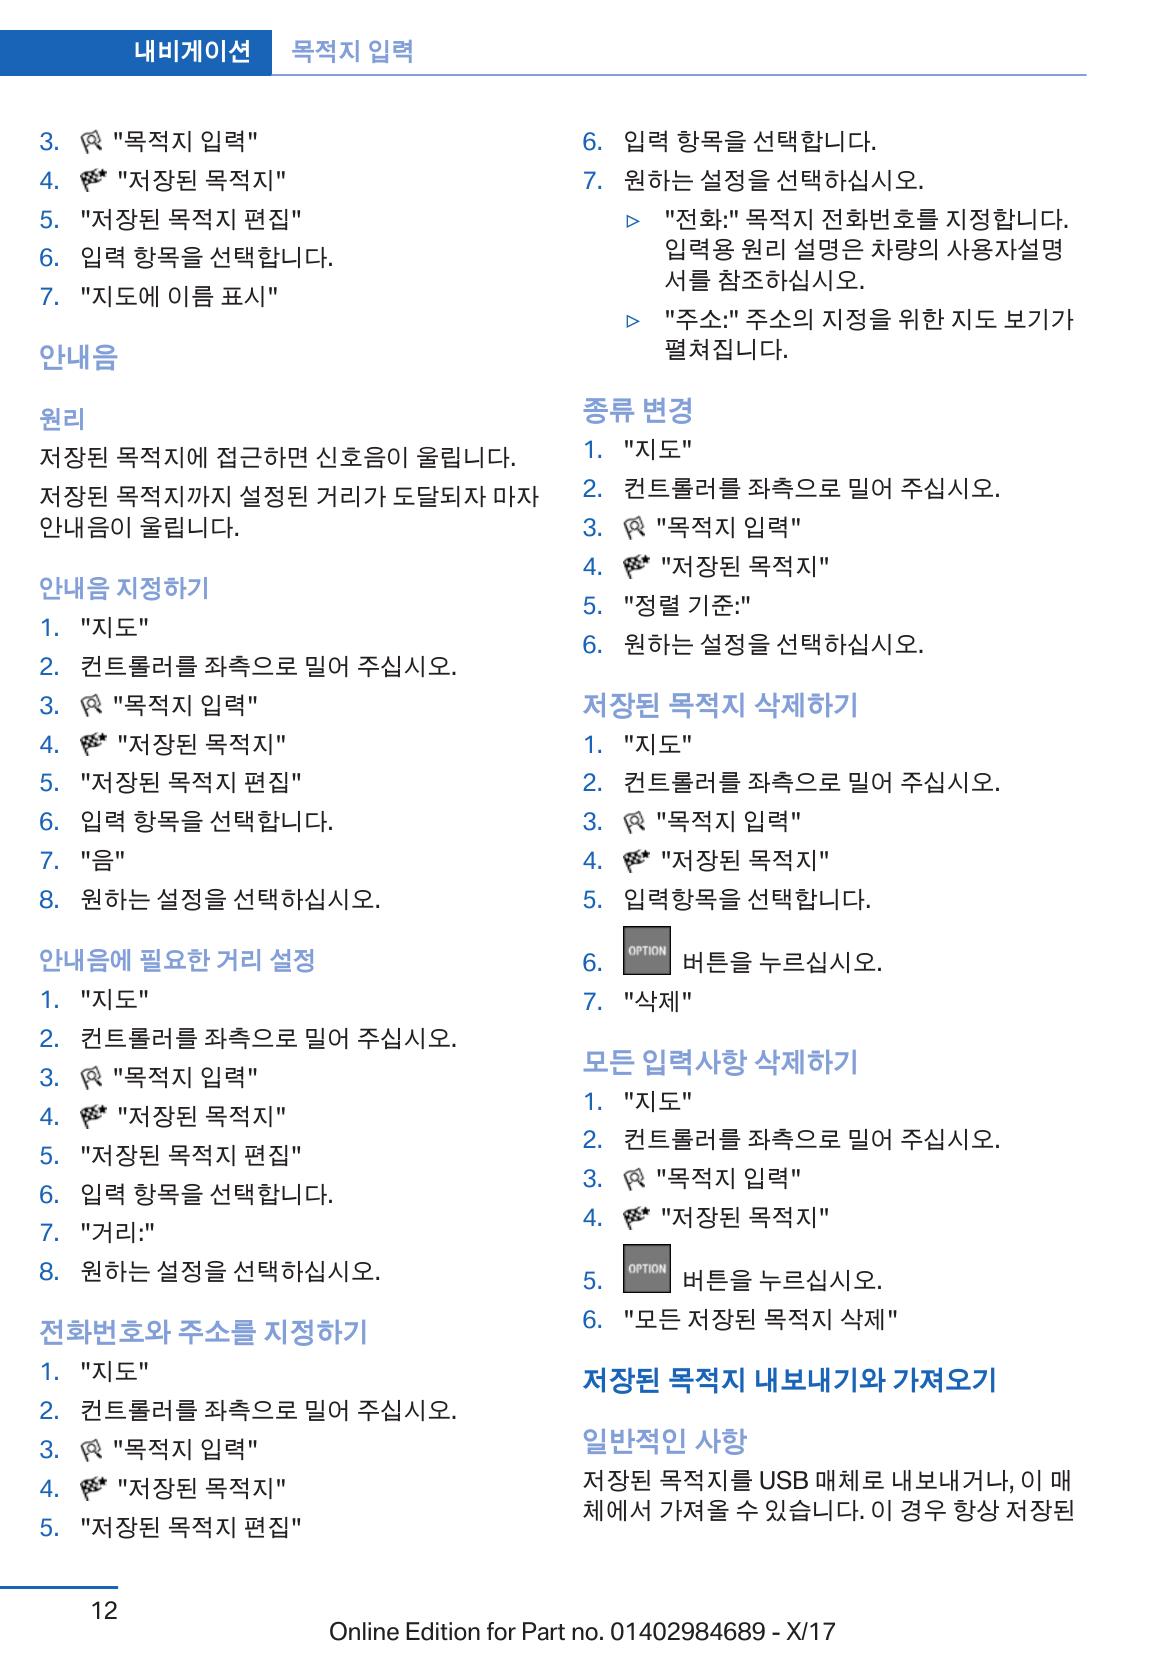 내비게이션 목적지 입력
3. "목적지 입력"
4. "저장된 목적지"
5. "저장된 목적지 편집"
6. 입력 항목을 선택합니다.
7. "지도에 이름 표시"
안내음
원리
저장된 목적지에 접근하면 신호음이 울립니다.
저장된 목적지까지 설정된 거리가 도달되자 마자
안내음이 울립니다.
안내음 지정하기
1. "지도"
2. 컨트롤러를 좌측으로 밀어 주십시오.
3. "목적지 입력"
4. "저장된 목적지"
5. "저장된 목적지 편집"
6. 입력 항목을 선택합니다.
7. "음"
8. 원하는 설정을 선택하십시오.
안내음에 필요한 거리 설정
1. "지도"
2. 컨트롤러를 좌측으로 밀어 주십시오.
3. "목적지 입력"
4. "저장된 목적지"
5. "저장된 목적지 편집"
6. 입력 항목을 선택합니다.
7. "거리:"
8. 원하는 설정을 선택하십시오.
전화번호와 주소를 지정하기
1. "지도"
2. 컨트롤러를 좌측으로 밀어 주십시오.
3. "목적지 입력"
4. "저장된 목적지"
5. "저장된 목적지 편집"
6. 입력 항목을 선택합니다.
7. 원하는 설정을 선택하십시오.
▷ "전화:" 목적지 전화번호를 지정합니다.
입력용 원리 설명은 차량의 사용자설명
서를 참조하십시오.
▷ "주소:" 주소의 지정을 위한 지도 보기가
펼쳐집니다.
종류 변경
1. "지도"
2. 컨트롤러를 좌측으로 밀어 주십시오.
3. "목적지 입력"
4. "저장된 목적지"
5. "정렬 기준:"
6. 원하는 설정을 선택하십시오.
저장된 목적지 삭제하기
1. "지도"
2. 컨트롤러를 좌측으로 밀어 주십시오.
3. "목적지 입력"
4. "저장된 목적지"
5. 입력항목을 선택합니다.
6. OPTION 버튼을 누르십시오.
7. "삭제"
모든 입력사항 삭제하기
1. "지도"
2. 컨트롤러를 좌측으로 밀어 주십시오.
3. "목적지 입력"
4. "저장된 목적지"
5. OPTION 버튼을 누르십시오.
6. "모든 저장된 목적지 삭제"
저장된 목적지 내보내기와 가져오기
일반적인 사항
저장된 목적지를 USB 매체로 내보내거나, 이 매
체에서 가져올 수 있습니다. 이 경우 항상 저장된
12
Online Edition for Part no. 01402984689 - X/17